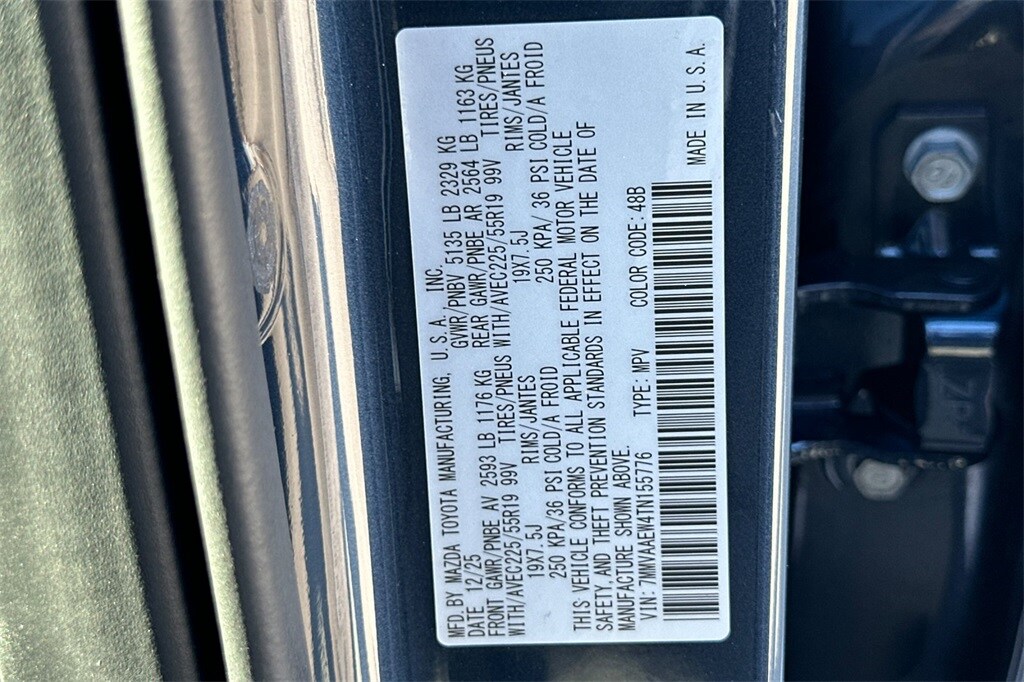 MFD.BY MAZDA TOYOTA MANUFACTURING, U.S.A., INC.
DATE 12/25 GVWR/PNBV 5135 LB 2329 KG
FRONT GAWR/PNBE AV 2593 LB 1176 KG REAR GAWR/PNBE AR 2564 LB 1163 KG
WITH/AVEC225/55R19 99V TIRES/PNEUS WITH/AVEC225/55R19 99V TIRES/PNEUS
19X7.5J RIMS/JANTES 19X7.5J RIMS/JANTES
250 KPA/36 PSI COLD/A FROID 250 KPA/ 36 PSI COLD/A FROID
THIS VEHICLE CONFORMS TO ALL APPLICABLE FEDERAL MOTOR VEHICLE
SAFETY, AND THEFT PREVENTION STANDARDS IN EFFECT ON THE DATE OF
MANUFACTURE SHOWN ABOVE.
VIN: 7MMVAAEW4TN155776 TYPE: MPV COLOR CODE: 48B
MADE IN U.S.A.